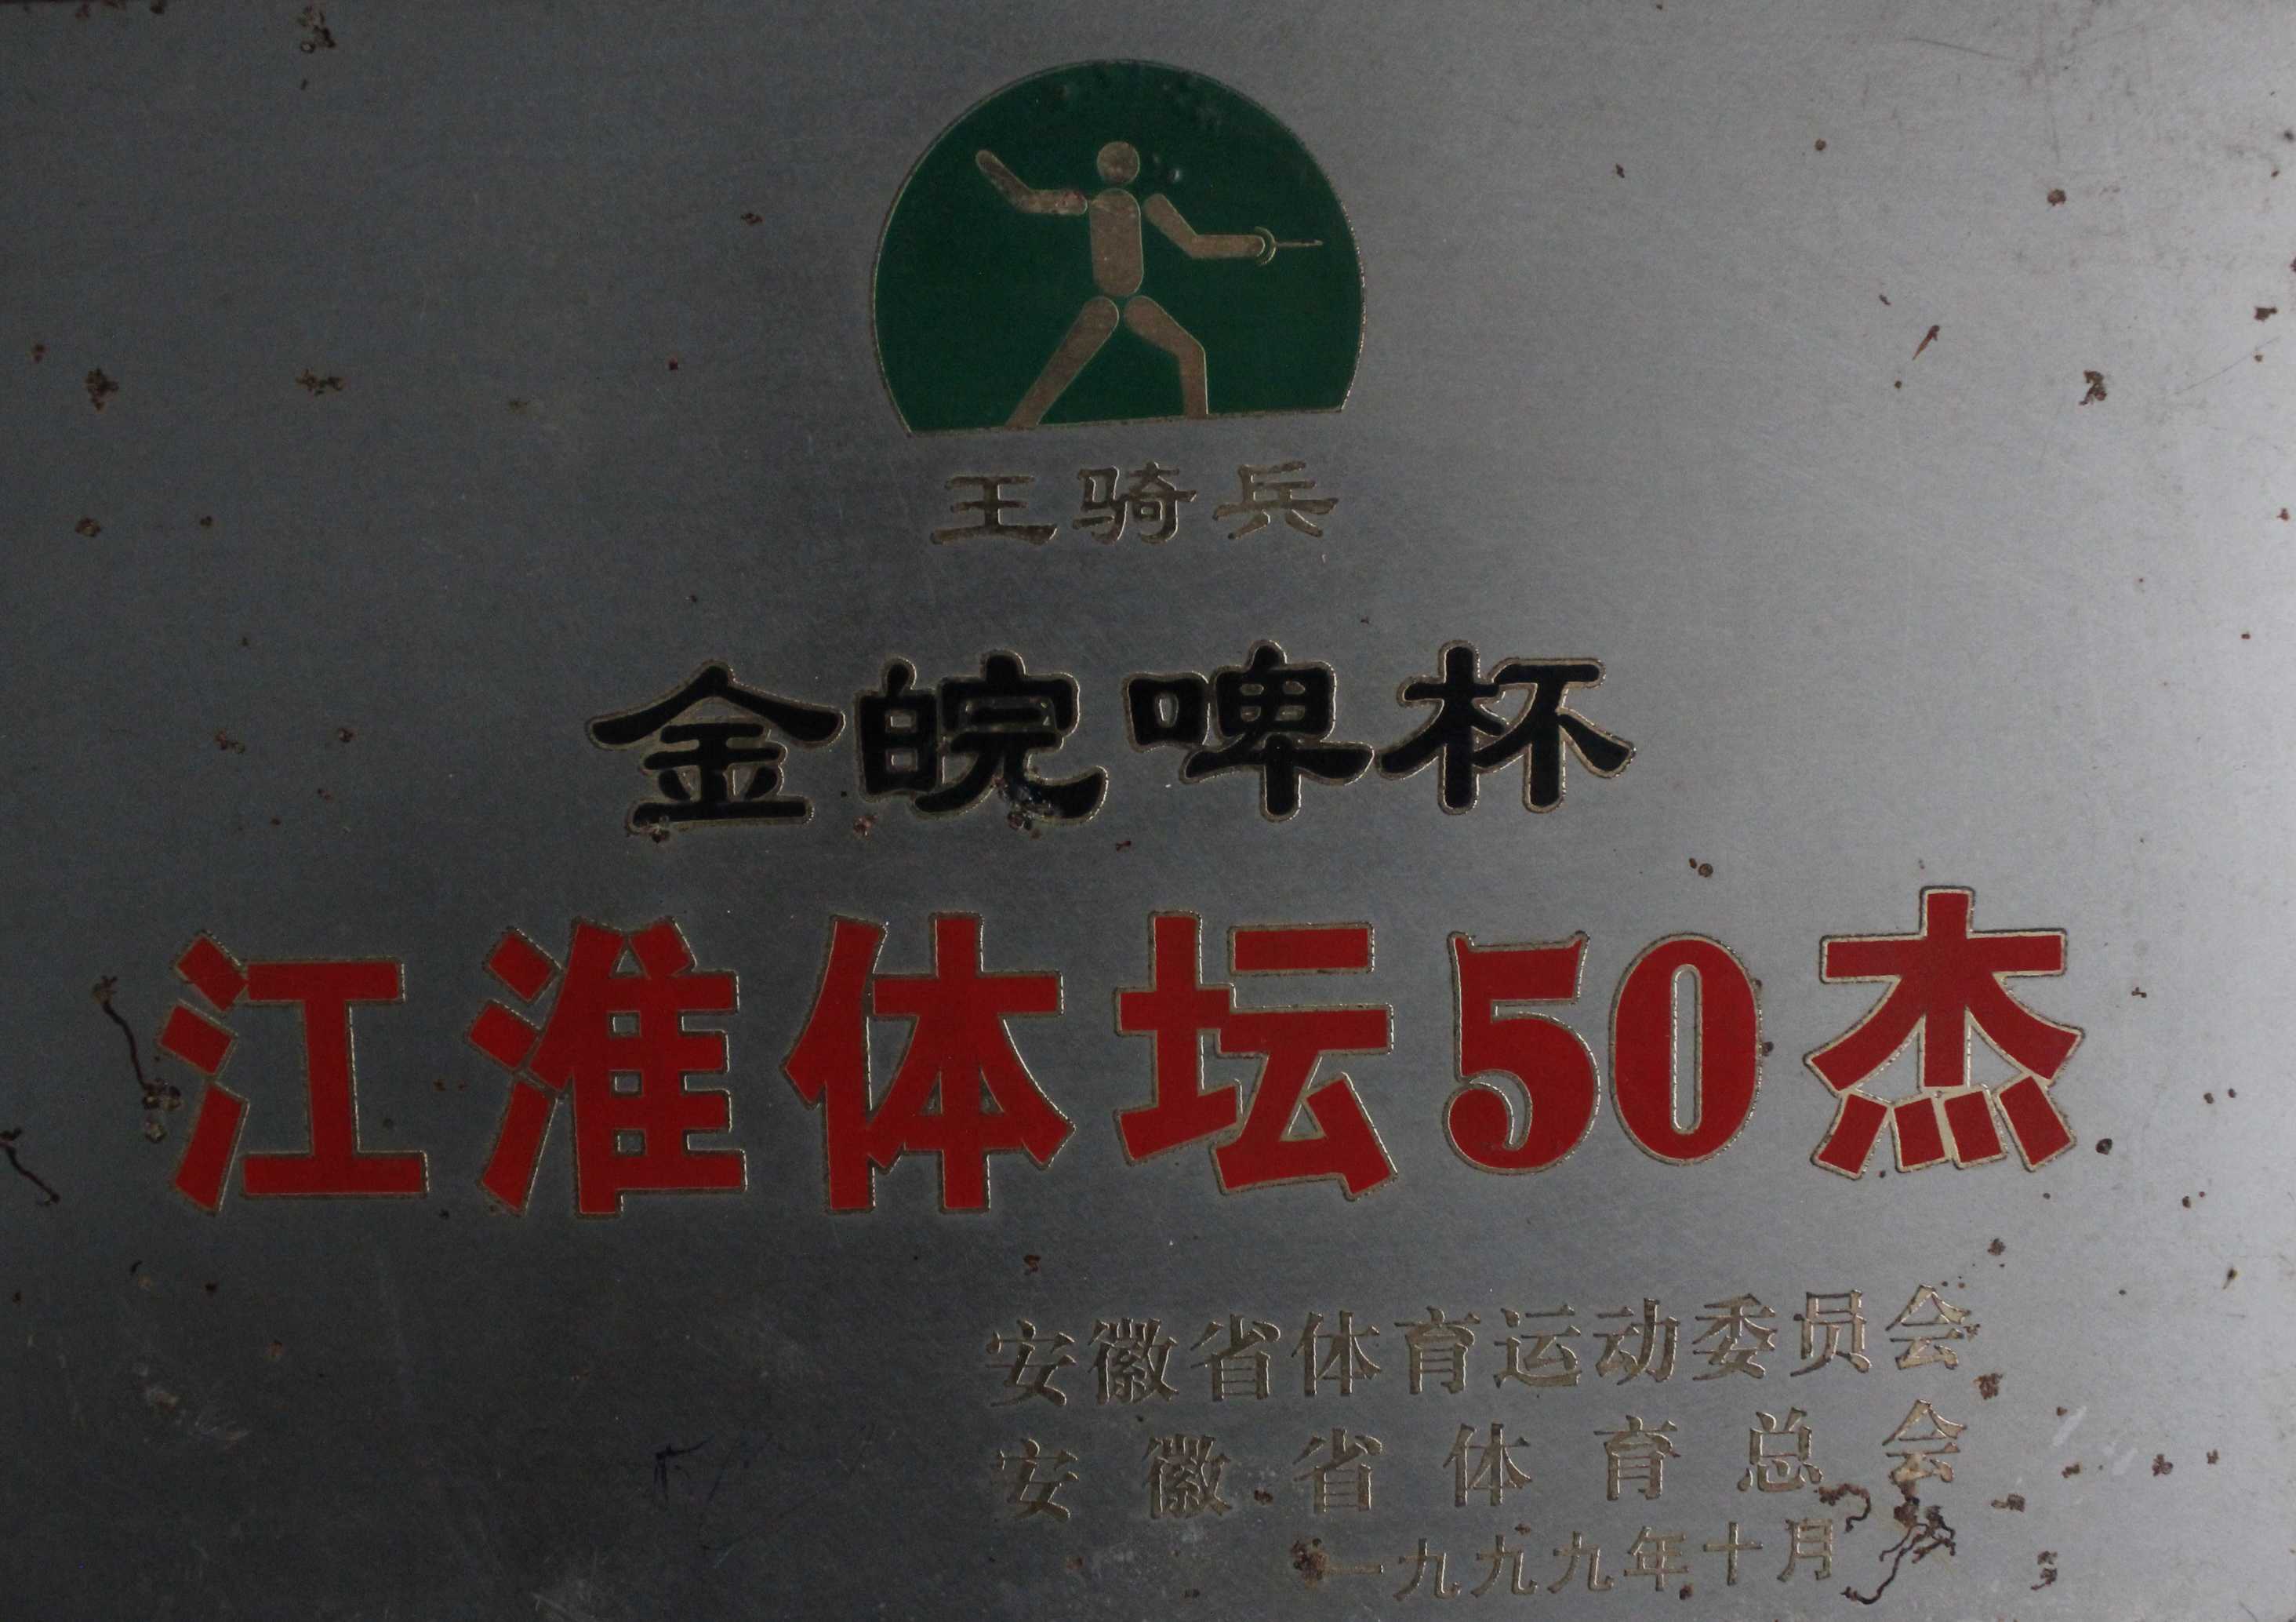 王骑兵
金皖啤杯
江淮体坛50杰
安徽省体育运动委员会
安徽省体育总会
一九九九年十月